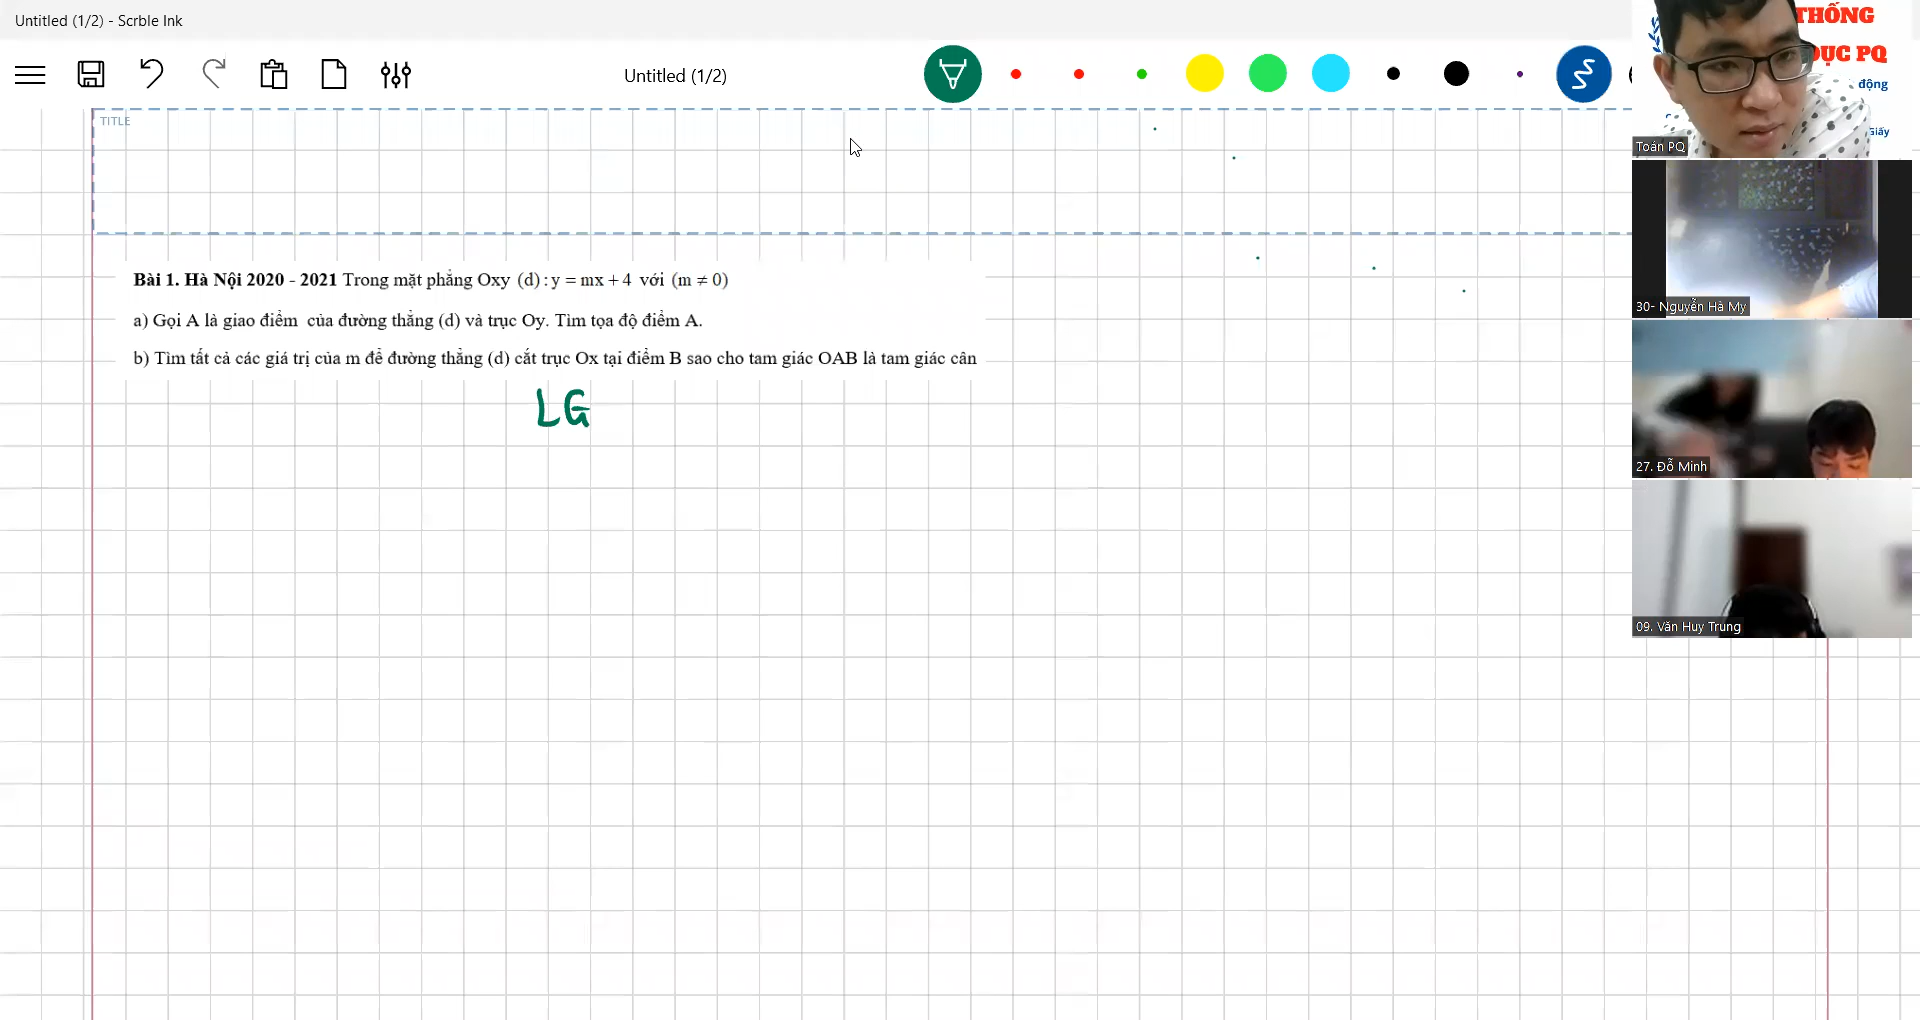 Untitled (1/2) - Scrble Ink
Untitled (1/2)
TITLE
Bài 1. Hà Nội 2020 - 2021 Trong mặt phẳng Oxy (d) : y = mx + 4 với (m ≠ 0)
a) Gọi A là giao điểm của đường thẳng (d) và trục Oy. Tìm tọa độ điểm A.
b) Tìm tất cả các giá trị của m để đường thẳng (d) cắt trục Ox tại điểm B sao cho tam giác OAB là tam giác cân
LG
THỐNG
DỤC PQ
động
Giấy
Toán PQ
30- Nguyễn Hà My
27. Đỗ Minh
09. Văn Huy Trung